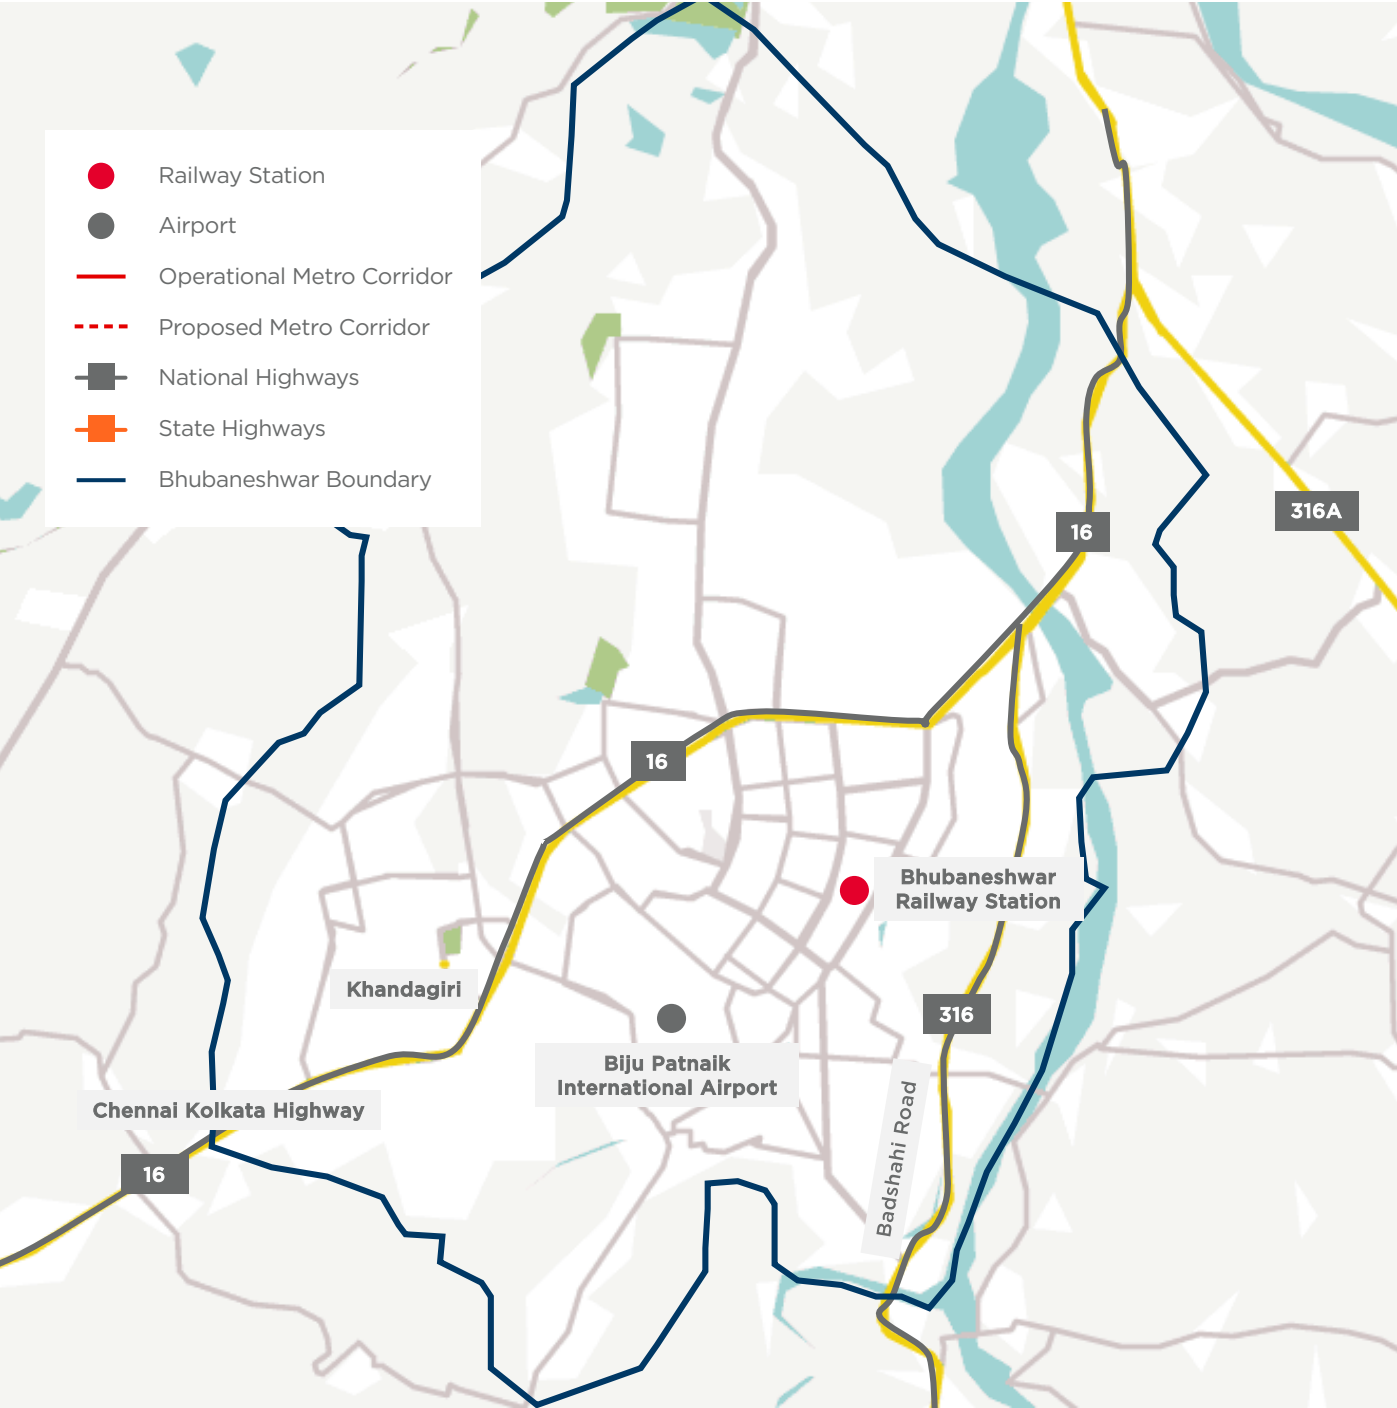 Railway Station
Airport
Operational Metro Corridor
Proposed Metro Corridor
National Highways
State Highways
Bhubaneshwar Boundary
316A
16
16
Bhubaneshwar
Railway Station
Khandagiri
316
Biju Patnaik
International Airport
Chennai Kolkata Highway
Badshahi Road
16